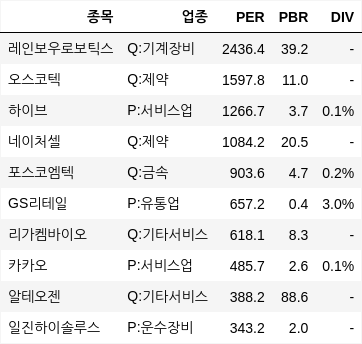 종목 업종 PER PBR DIV
레인보우로보틱스 Q:기계장비 2436.4 39.2 -
오스코텍 Q:제약 1597.8 11.0 -
하이브 P:서비스업 1266.7 3.7 0.1%
네이처셀 Q:제약 1084.2 20.5 -
포스코엠텍 Q:금속 903.6 4.7 0.2%
GS리테일 P:유통업 657.2 0.4 3.0%
리가켐바이오 Q:기타서비스 618.1 8.3 -
카카오 P:서비스업 485.7 2.6 0.1%
알테오젠 Q:기타서비스 388.2 88.6 -
일진하이솔루스 P:운수장비 343.2 2.0 -